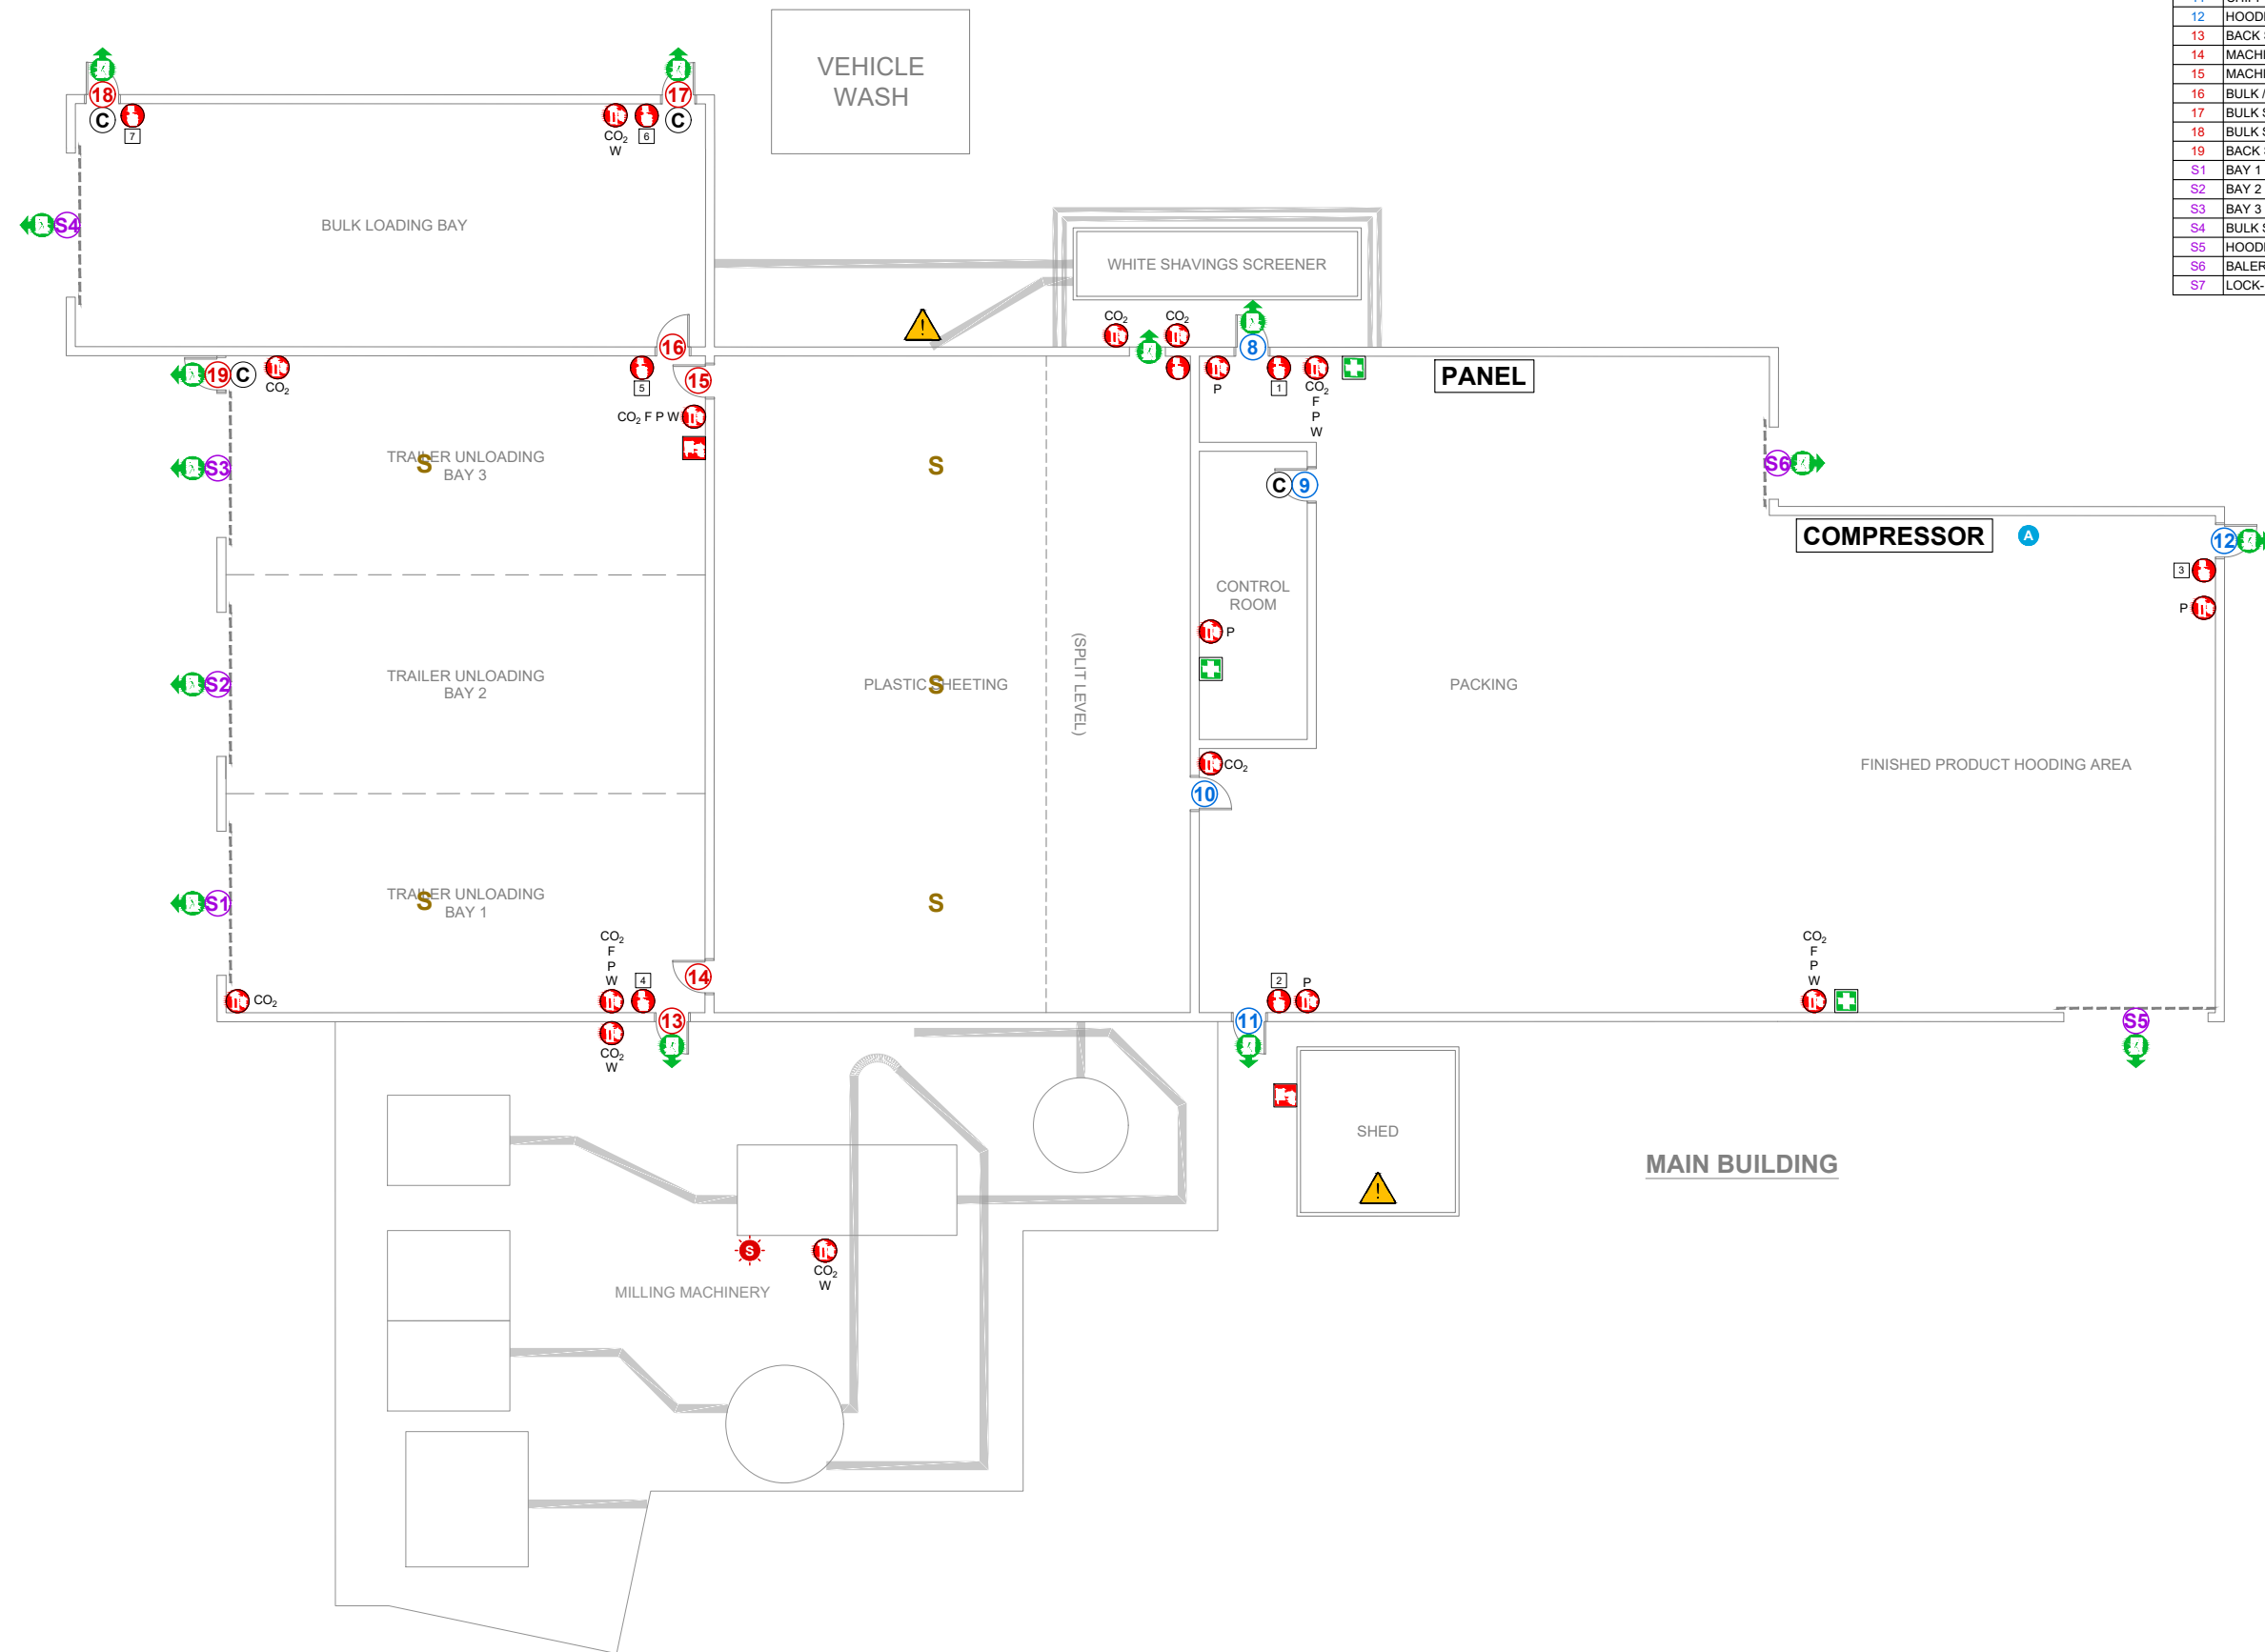 VEHICLE
WASH
12 HOOD
13 BACK
14 MACHI
15 MACHI
16 BULK /
17 BULK S
18 BULK S
19 BACK
S1 BAY 1
S2 BAY 2
S3 BAY 3
S4 BULK S
S5 HOOD
S6 BALER
S7 LOCK-
18
C
7
CO₂
W
6
17
C
S4
BULK LOADING BAY
WHITE SHAVINGS SCREENER
CO₂
CO₂
16
8
19
C
CO₂
5
15
P
1
CO₂
F
P
W
PANEL
CO₂ F P W
S3
TRAILER UNLOADING
BAY 3
S
S
C
9
S6
COMPRESSOR
A
12
3
P
CONTROL
ROOM
P
(SPLIT LEVEL)
S2
TRAILER UNLOADING
BAY 2
PLASTIC SHEETING
S
PACKING
CO₂
10
FINISHED PRODUCT HOODING AREA
S1
TRAILER UNLOADING
BAY 1
S
S
CO₂
F
P
W
4
14
CO₂
2
P
CO₂
F
P
W
13
11
S5
CO₂
W
SHED
MAIN BUILDING
S
CO₂
W
MILLING MACHINERY